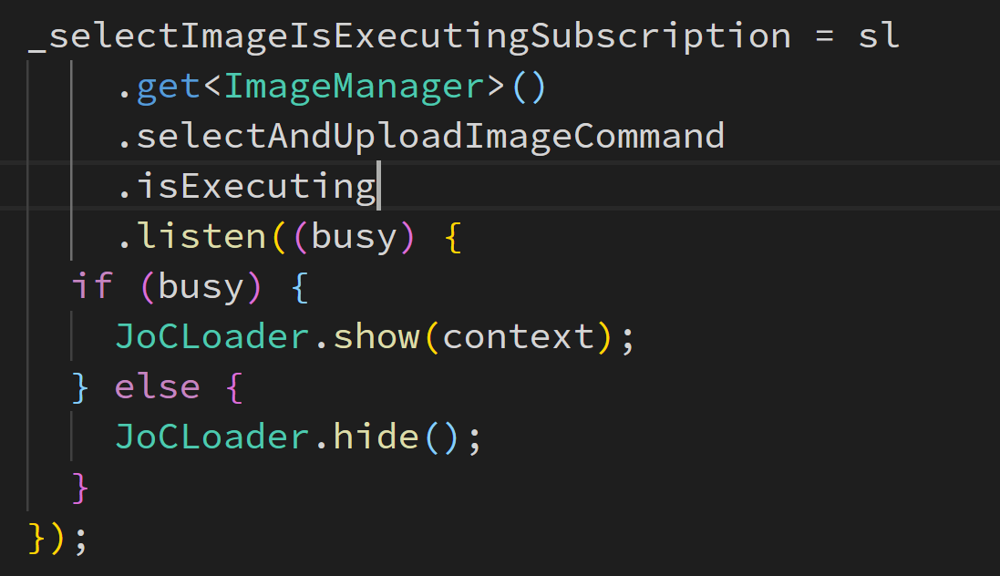 _selectImageIsExecutingSubscription = sl
.get<ImageManager>()
.selectAndUploadImageCommand
.isExecuting
.listen((busy) {
if (busy) {
JoCLoader.show(context);
} else {
JoCLoader.hide();
}
});